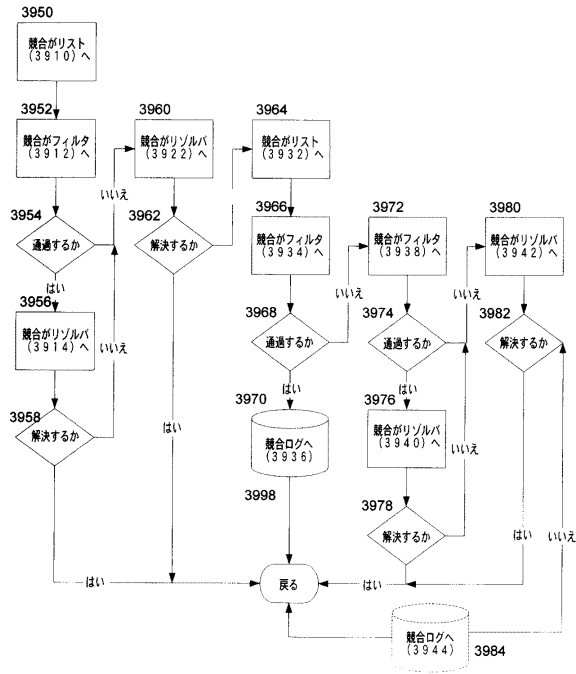 3950
競合がリスト
(3910)へ
3952
競合がフィルタ
(3912)へ
3954
通過するか
いいえ
はい
3956
競合がリゾルバ
(3914)へ
いいえ
3958
解決するか
はい
3960
競合がリゾルバ
(3922)へ
3962
解決するか
はい
3964
競合がリスト
(3932)へ
3966
競合がフィルタ
(3934)へ
3968
通過するか
いいえ
はい
3970
競合ログへ
(3936)
3998
戻る
3972
競合がフィルタ
(3938)へ
3974
通過するか
いいえ
はい
3976
競合がリゾルバ
(3940)へ
いいえ
3978
解決するか
はい
3980
競合がリゾルバ
(3942)へ
3982
解決するか
はい
いいえ
競合ログへ
(3944)
3984